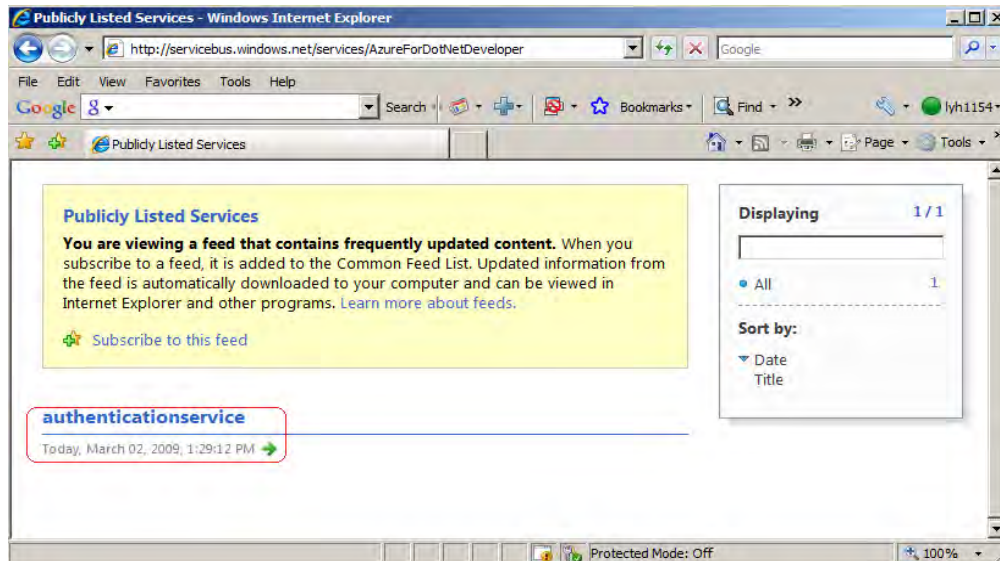 Publicly Listed Services - Windows Internet Explorer
http://servicebus.windows.net/services/AzureForDotNetDeveloper
Google
File Edit View Favorites Tools Help
Google Search Bookmarks Find lyh1154
Publicly Listed Services Page Tools
Publicly Listed Services
You are viewing a feed that contains frequently updated content. When you
subscribe to a feed, it is added to the Common Feed List. Updated information from
the feed is automatically downloaded to your computer and can be viewed in
Internet Explorer and other programs. Learn more about feeds.
Subscribe to this feed
authenticationservice
Today, March 02, 2009, 1:29:12 PM
Displaying 1 / 1
All 1
Sort by:
Date
Title
Protected Mode: Off 100%